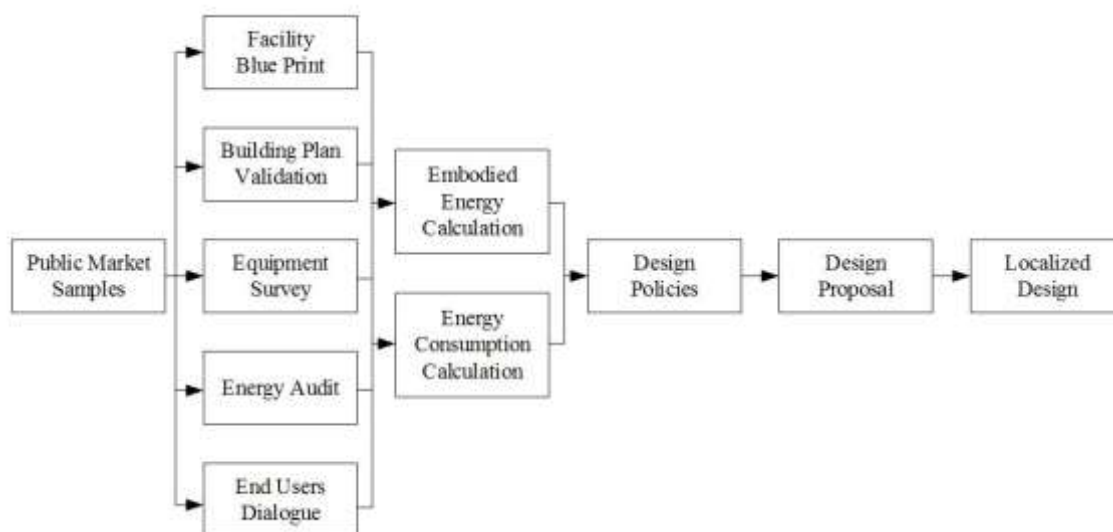 Facility
Blue Print
Building Plan
Validation
Embodied
Energy
Calculation
Public Market
Samples
Equipment
Survey
Design
Policies
Design
Proposal
Localized
Design
Energy
Consumption
Calculation
Energy Audit
End Users
Dialogue